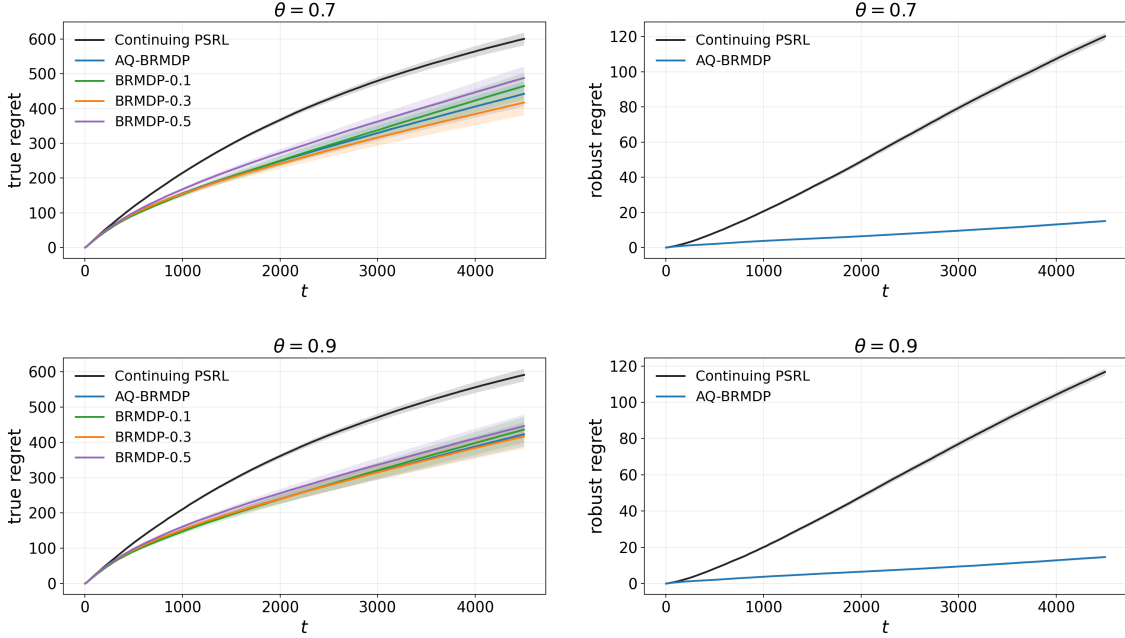 θ = 0.7
true regret
600
500
400
300
200
100
0
Continuing PSRL
AQ-BRMDP
BRMDP-0.1
BRMDP-0.3
BRMDP-0.5
0 1000 2000 3000 4000
t
θ = 0.7
robust regret
120
100
80
60
40
20
0
Continuing PSRL
AQ-BRMDP
0 1000 2000 3000 4000
t
θ = 0.9
true regret
600
500
400
300
200
100
0
Continuing PSRL
AQ-BRMDP
BRMDP-0.1
BRMDP-0.3
BRMDP-0.5
0 1000 2000 3000 4000
t
θ = 0.9
robust regret
120
100
80
60
40
20
0
Continuing PSRL
AQ-BRMDP
0 1000 2000 3000 4000
t